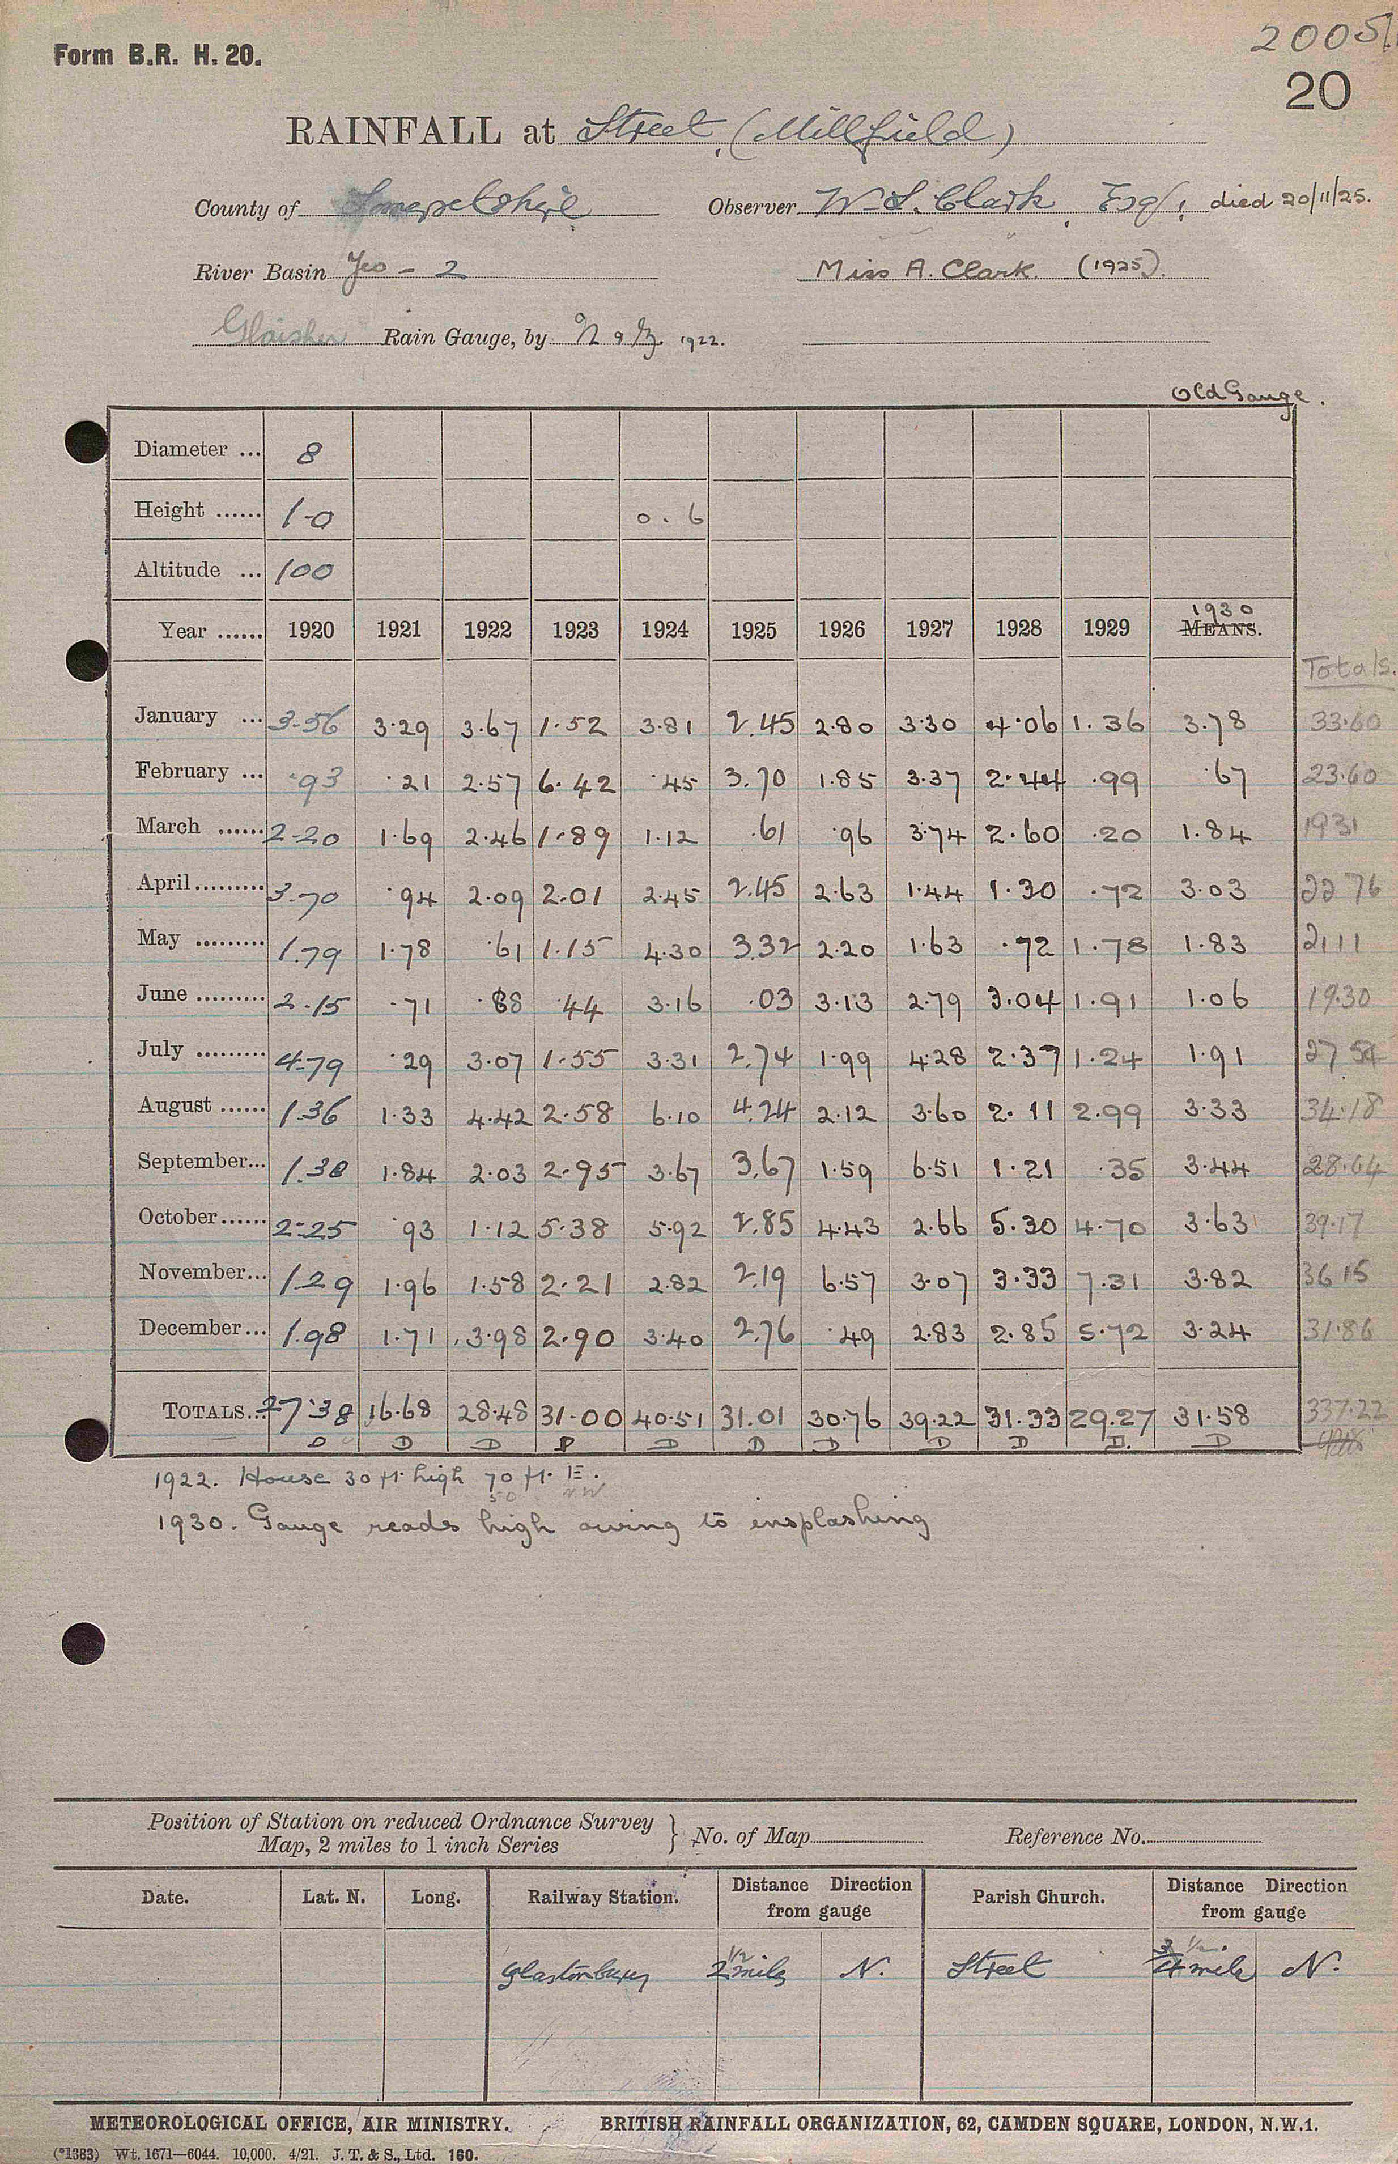 2005/1
Form B.R. H. 20.
20
RAINFALL at Street, (Millfield)
County of Somersetshire Observer W. S. Clark, Esq, died 20/11/25.
River Basin Yeo - 2 Miss A. Clark. (1925).
Glaisher Rain Gauge, by N & Z 1922.
Old Gauge.
Diameter ... 8
Height ...... 1-0 0.6
Altitude ... 100
Year ...... 1920 1921 1922 1923 1924 1925 1926 1927 1928 1929 1930 MEANS.
Totals.
January ... 3.56 3.29 3.67 1.52 3.81 2.45 2.80 3.30 4.06 1.36 3.78 33.60
February ... .93 .21 2.57 6.42 .45 3.70 1.85 3.37 2.44 .99 .67 23.60
March ...... 2.20 1.69 2.46 1.89 1.12 .61 .96 3.74 2.60 .20 1.84 1931
April......... 3.70 .94 2.09 2.01 2.45 2.45 2.63 1.44 1.30 .72 3.03 22 76
May ......... 1.79 1.78 .61 1.15 4.30 3.32 2.20 1.63 .72 1.78 1.83 21 11
June ......... 2.15 .71 .88 .44 3.16 .03 3.13 2.79 3.04 1.91 1.06 19.30
July ......... 4.79 .29 3.07 1.55 3.31 2.74 1.99 4.28 2.37 1.24 1.91 27 54
August ...... 1.36 1.33 4.42 2.58 6.10 4.24 2.12 3.60 2.11 2.99 3.33 34.18
September... 1.38 1.84 2.03 2.95 3.67 3.67 1.59 6.51 1.21 .35 3.44 28.64
October...... 2.25 .93 1.12 5.38 5.92 2.85 4.43 2.66 5.30 4.70 3.63 39.17
November... 1.29 1.96 1.58 2.21 2.82 2.19 6.57 3.07 3.33 7.31 3.82 36 15
December... 1.98 1.71 3.98 2.90 3.40 2.76 .49 2.83 2.85 5.72 3.24 31.86
TOTALS... 27.38 16.68 28.48 31.00 40.51 31.01 30.76 39.22 31.33 29.27 31.58 337.22
D D D D D D D D D D. D
1922. House 30 ft. high 70 ft. E.
50 NW
1930. Gauge reads high owing to insplashing
Position of Station on reduced Ordnance Survey
Map, 2 miles to 1 inch Series } No. of Map Reference No.
Date. Lat. N. Long. Railway Station. Distance Direction from gauge Parish Church. Distance Direction from gauge
Glastonbury 2 1/2 miles N. Street 3/4 1/2 mile N.
METEOROLOGICAL OFFICE, AIR MINISTRY. BRITISH RAINFALL ORGANIZATION, 62, CAMDEN SQUARE, LONDON, N.W.1.
(*1383) Wt. 1671—6044. 10,000. 4/21. J. T. & S., Ltd. 160.